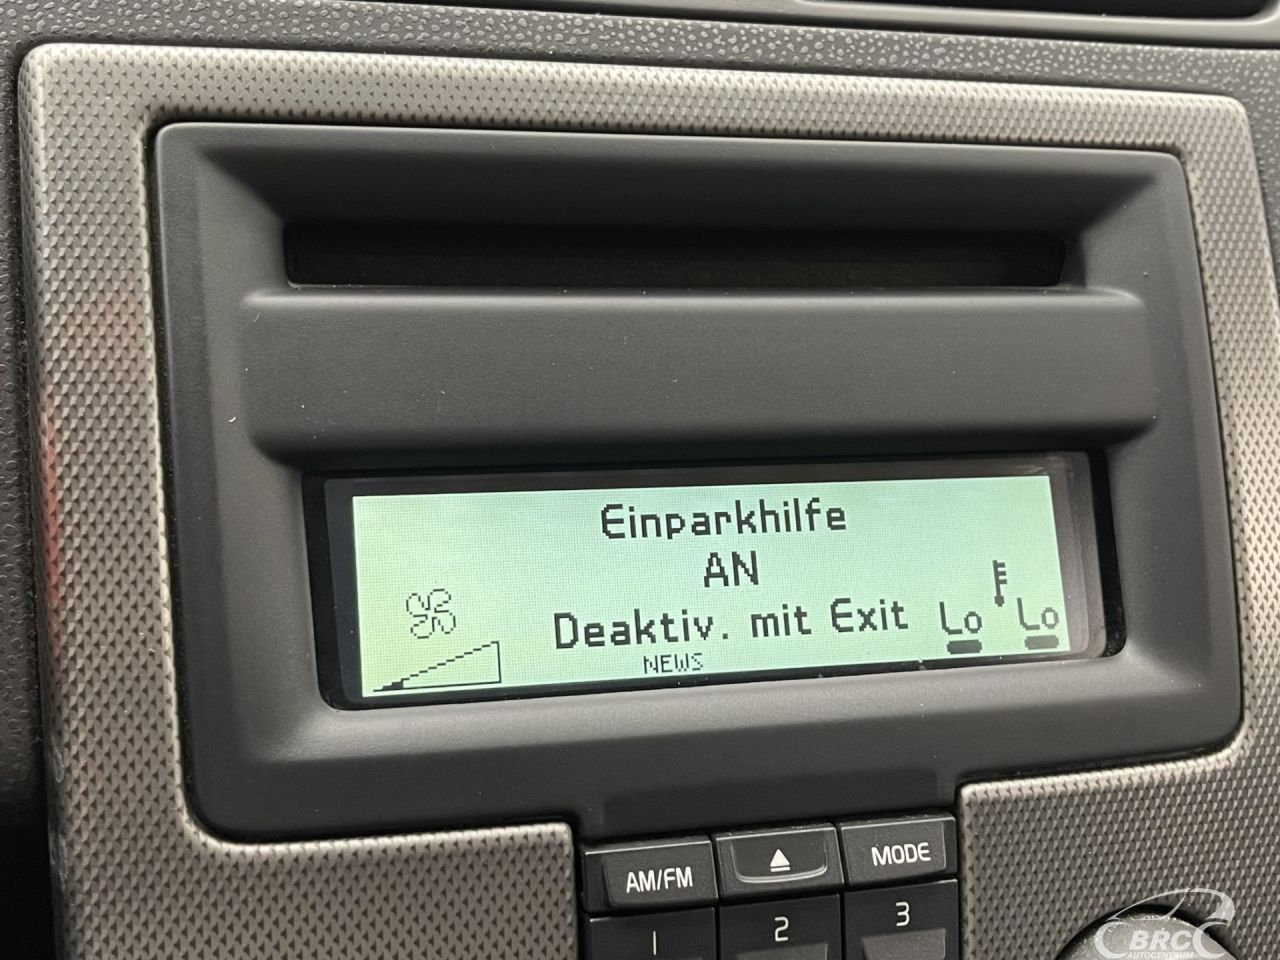 Einparkhilfe
AN
Deaktiv. mit Exit
Lo Lo
NEWS
AM/FM MODE
1 2 3
BRC
AUTOCENTRUM